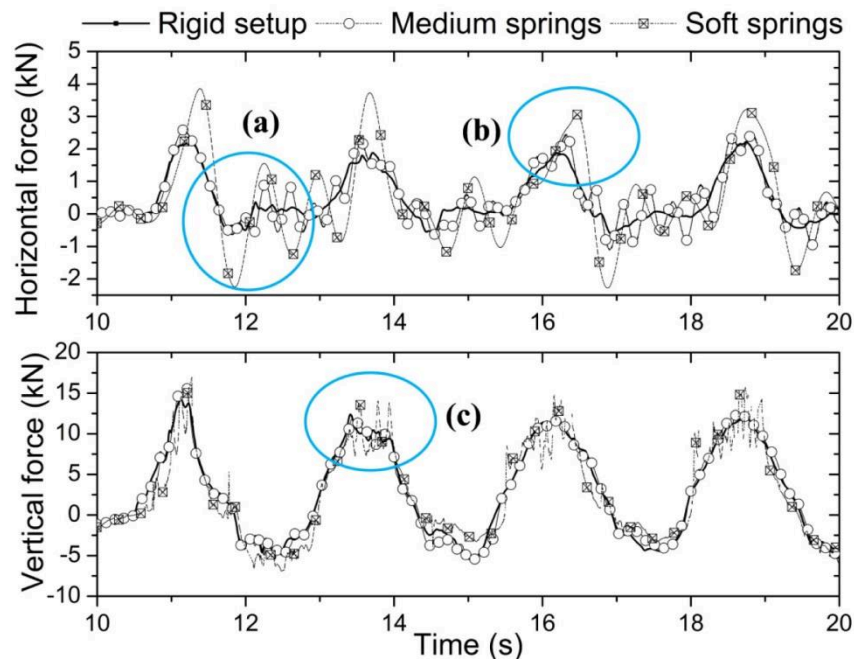 Rigid setup Medium springs Soft springs
Horizontal force (kN)
5
4
3
2
1
0
-1
-2
(a)
(b)
10 12 14 16 18 20
Vertical force (kN)
20
15
10
5
0
-5
-10
(c)
10 12 14 16 18 20
Time (s)